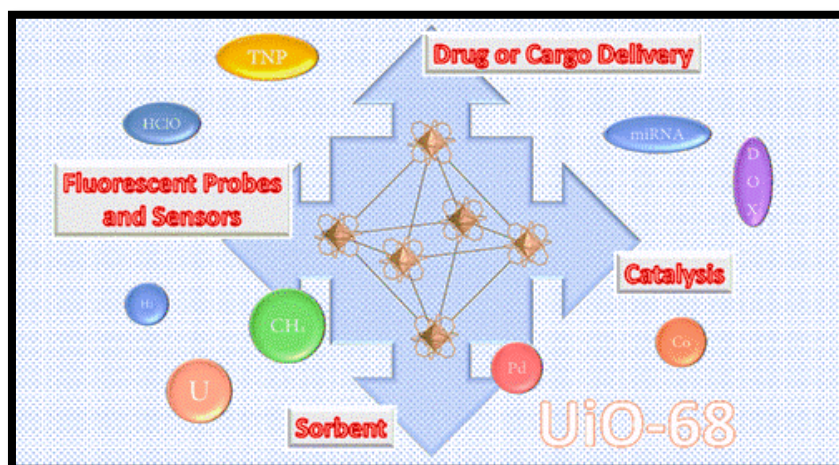 TNP
Drug or Cargo Delivery
HClO
miRNA
DOX
Fluorescent Probes
and Sensors
Catalysis
H₂
CH₄
Co
Pd
U
Sorbent
UiO-68